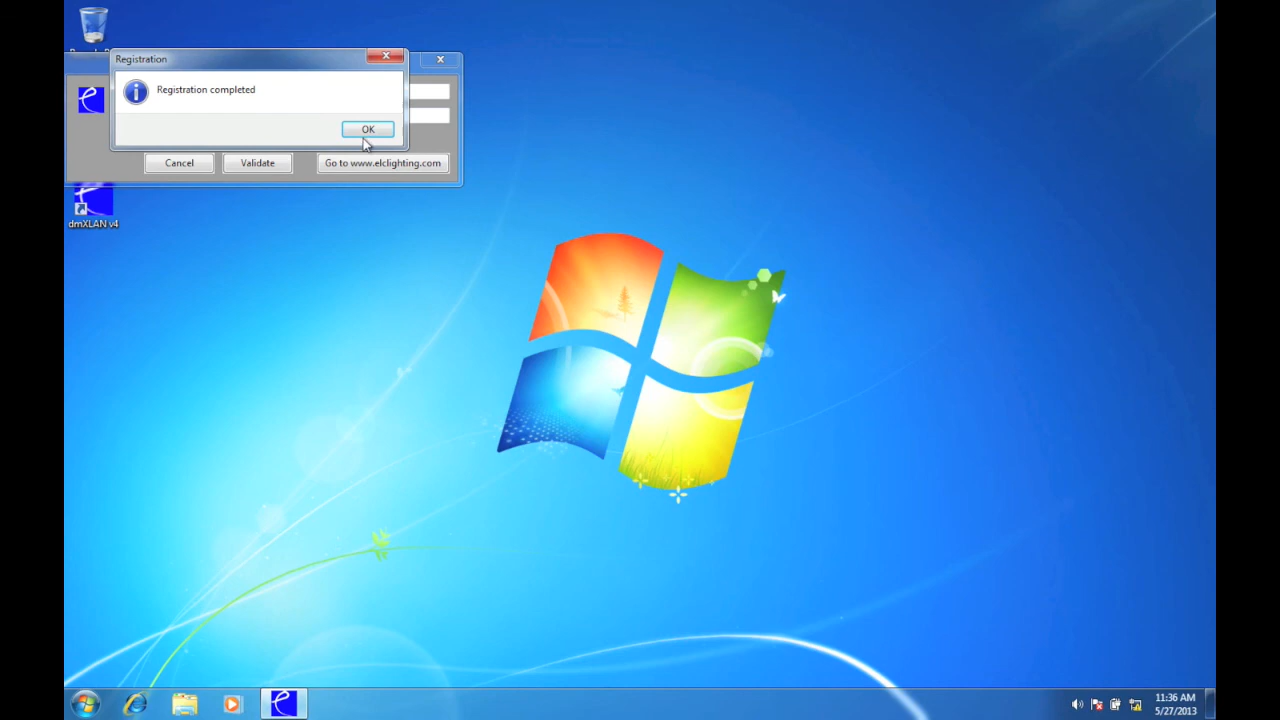 Registration
Registration completed
OK
Cancel
Validate
Go to www.elclighting.com
dmXLAN v4
11:36 AM
5/27/2013